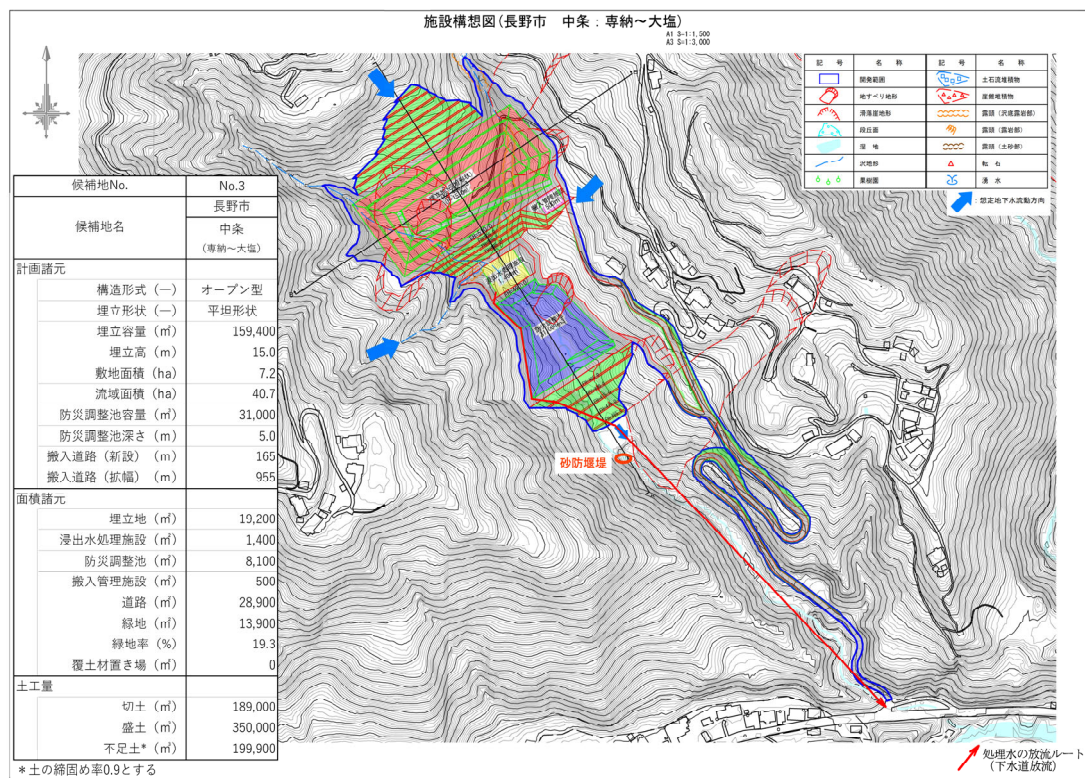 施設構想図(長野市 中条：専納～大塩)
A1 S=1:1,500
A3 S=1:3,000
記 号 名 称 記 号 名 称
開発範囲 土石流堆積物
地すべり地形 崖錐堆積物
滑落崖地形 露頭（沢底露岩部）
段丘面 露頭（露岩部）
湿 地 露頭（土砂部）
沢地形 転 石
果樹園 湧 水
：想定地下水流動方向
候補地No. No.3
候補地名 長野市
中条
（専納～大塩）
計画諸元
構造形式（―） オープン型
埋立形状（―）平坦形状
埋立容量（㎥） 159,400
埋立高（m） 15.0
敷地面積（ha） 7.2
流域面積（ha） 40.7
防災調整池容量（㎥） 31,000
防災調整池深さ（m） 5.0
搬入道路（新設）（m） 165
搬入道路（拡幅）（m） 955
面積諸元
埋立地（㎡） 19,200
浸出水処理施設（㎡） 1,400
防災調整池（㎡） 8,100
搬入管理施設（㎡） 500
道路（㎡） 28,900
緑地（㎡） 13,900
緑地率（%） 19.3
覆土材置き場（㎡） 0
土工量
切土（㎥） 189,000
盛土（㎥） 350,000
不足土*（㎥） 199,900
＊土の締固め率0.9とする
砂防堰堤
処理水の放流ルート
（下水道放流）